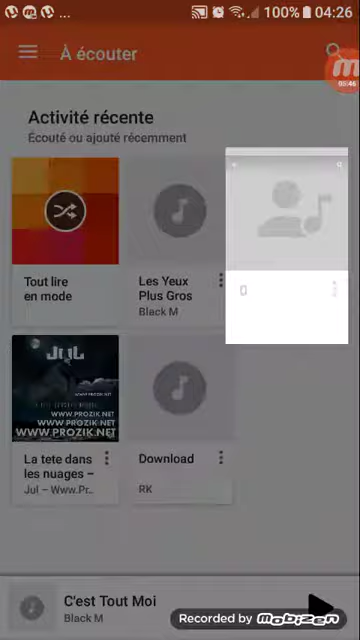 ... 100% 04:26
À écouter
00:46
Activité récente
Écouté ou ajouté récemment
Tout lire
en mode
Les Yeux
Plus Gros
Black M
JUL
WWW.PROZIK.NET
WWW.PROZIK.NET
WWW.PROZIK.NET
La tete dans
les nuages –
Jul – Www.Pr..
Download
RK
C'est Tout Moi
Black M
Recorded by Mobizen